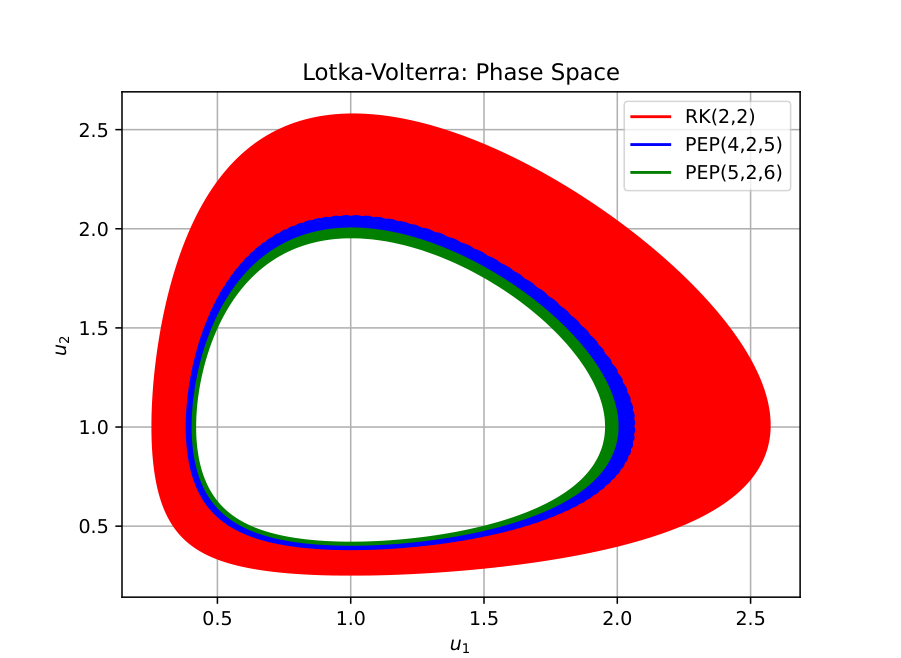 Lotka-Volterra: Phase Space
RK(2,2)
PEP(4,2,5)
PEP(5,2,6)
2.5
2.0
1.5
1.0
0.5
u₂
0.5 1.0 1.5 2.0 2.5
u₁